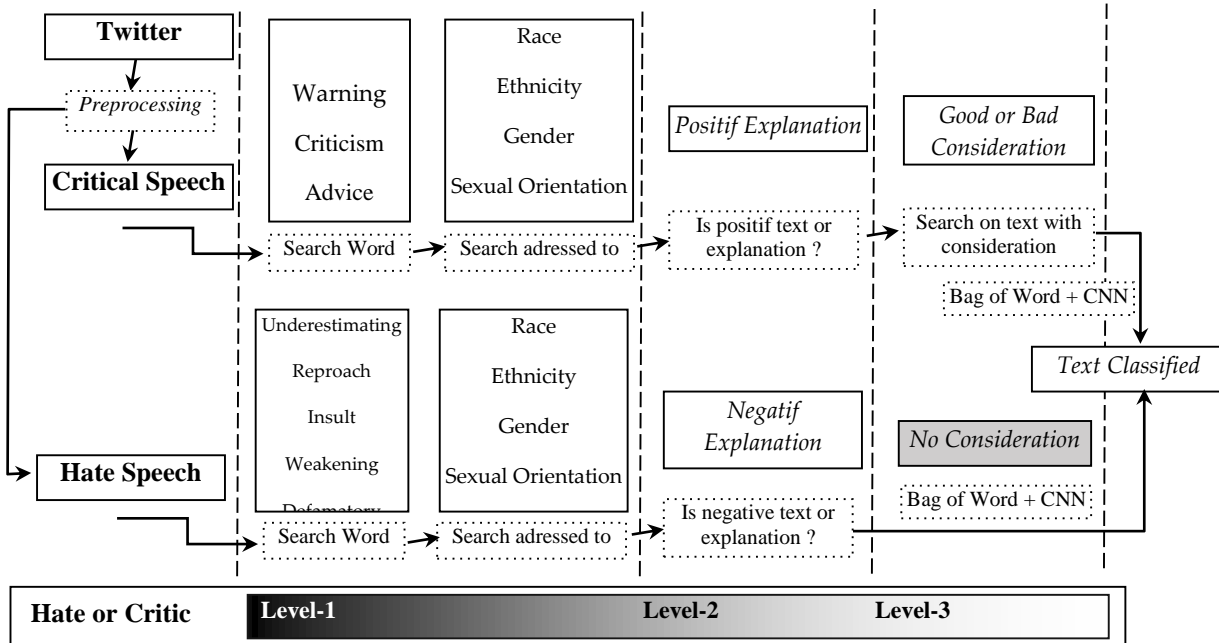 Twitter
Preprocessing
Critical Speech
Warning
Criticism
Advice
Search Word
Race
Ethnicity
Gender
Sexual Orientation
Search adressed to
Positif Explanation
Is positif text or
explanation ?
Good or Bad
Consideration
Search on text with
consideration
Bag of Word + CNN
Text Classified
Hate Speech
Underestimating
Reproach
Insult
Weakening
Defamatory
Search Word
Race
Ethnicity
Gender
Sexual Orientation
Search adressed to
Negatif
Explanation
Is negative text or
explanation ?
No Consideration
Bag of Word + CNN
Hate or Critic
Level-1
Level-2
Level-3